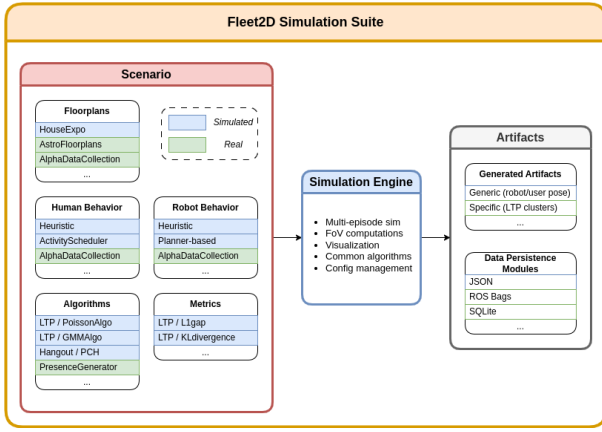 Fleet2D Simulation Suite
Scenario
Floorplans
HouseExpo
AstroFloorplans
AlphaDataCollection
...
Simulated
Real
Human Behavior
Heuristic
ActivityScheduler
AlphaDataCollection
...
Robot Behavior
Heuristic
Planner-based
AlphaDataCollection
...
Algorithms
LTP / PoissonAlgo
LTP / GMMAlgo
Hangout / PCH
PresenceGenerator
...
Metrics
LTP / L1gap
LTP / KLdivergence
...
Simulation Engine
• Multi-episode sim
• FoV computations
• Visualization
• Common algorithms
• Config management
Artifacts
Generated Artifacts
Generic (robot/user pose)
Specific (LTP clusters)
...
Data Persistence
Modules
JSON
ROS Bags
SQLite
...